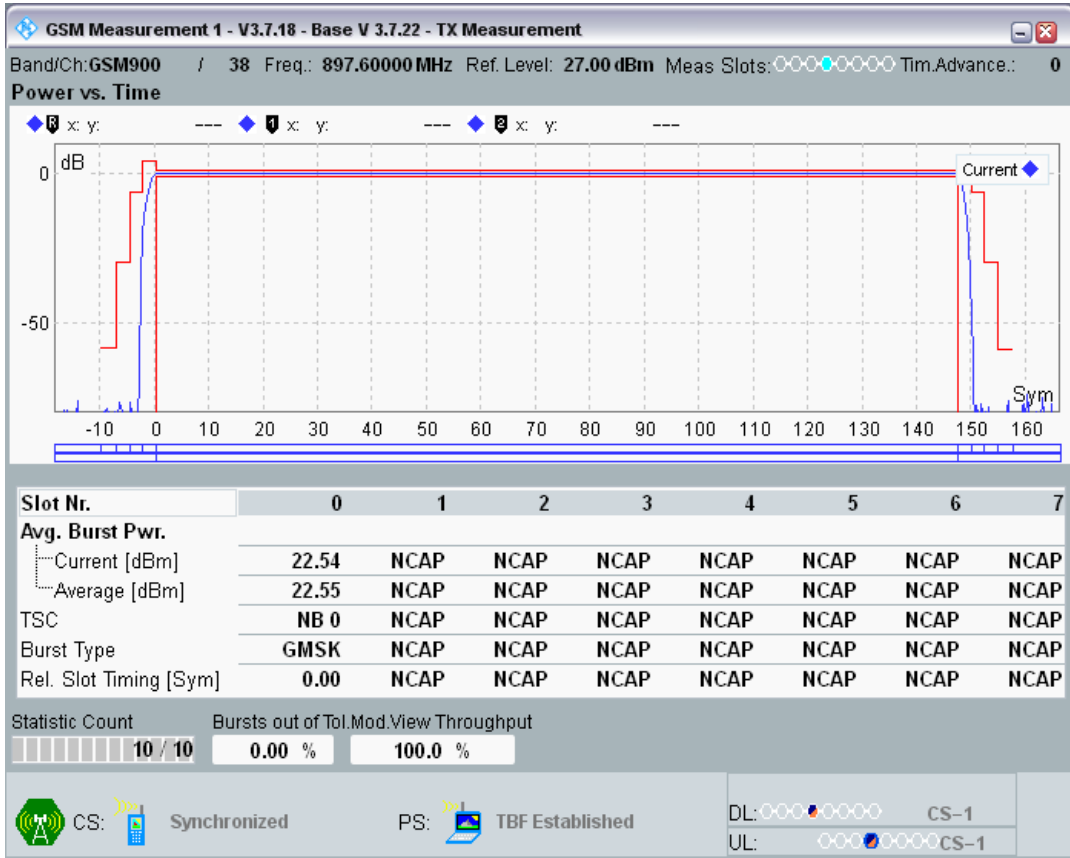 GSM Measurement 1 - V3.7.18 - Base V 3.7.22 - TX Measurement
Band/Ch:GSM900 / 38 Freq.: 897.60000 MHz Ref. Level: 27.00 dBm Meas Slots: Tim.Advance.: 0
Power vs. Time
R x: y: --- 1 x: y: --- 2 x: y: ---
dB
Current
0
-50
Sym
-10 0 10 20 30 40 50 60 70 80 90 100 110 120 130 140 150 160
Slot Nr. 0 1 2 3 4 5 6 7
Avg. Burst Pwr.
Current [dBm] 22.54 NCAP NCAP NCAP NCAP NCAP NCAP NCAP
Average [dBm] 22.55 NCAP NCAP NCAP NCAP NCAP NCAP NCAP
TSC NB 0 NCAP NCAP NCAP NCAP NCAP NCAP NCAP
Burst Type GMSK NCAP NCAP NCAP NCAP NCAP NCAP NCAP
Rel. Slot Timing [Sym] 0.00 NCAP NCAP NCAP NCAP NCAP NCAP NCAP
Statistic Count Bursts out of Tol.Mod.View Throughput
10 / 10 0.00 % 100.0 %
CS: Synchronized PS: TBF Established DL: CS-1
UL: CS-1